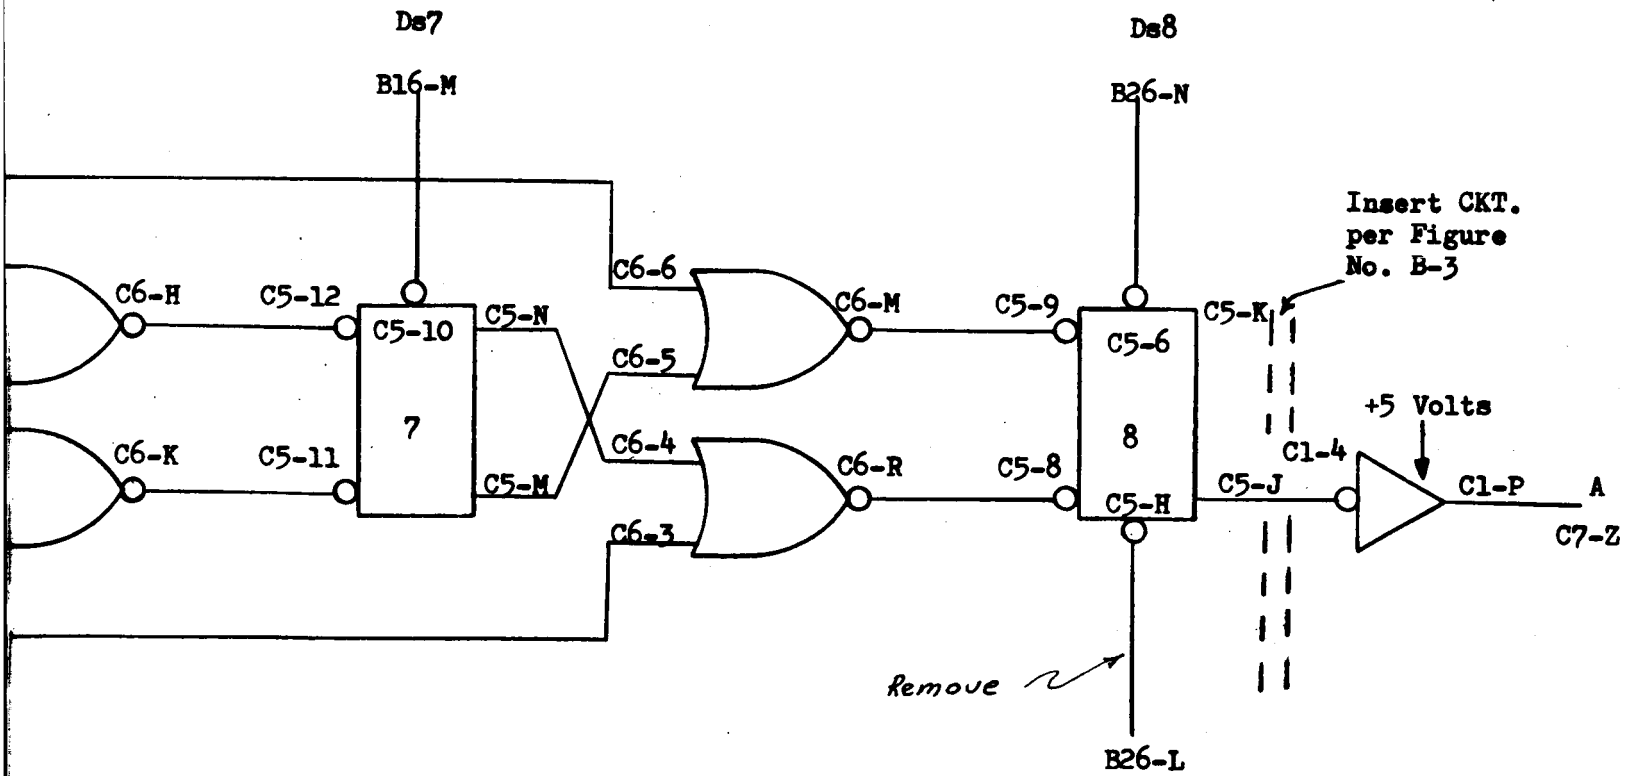 Ds7
Ds8
B16-M
B26-N
Insert CKT.
per Figure
No. B-3
C6-6
C6-H
C5-12
C5-10
C5-N
C6-M
C5-9
C5-6
C5-K
C6-5
7
8
+5 Volts
C6-K
C5-11
C5-M
C6-4
C6-R
C5-8
C5-H
C5-J
C1-4
C1-P
A
C7-Z
C6-3
Remove
B26-L